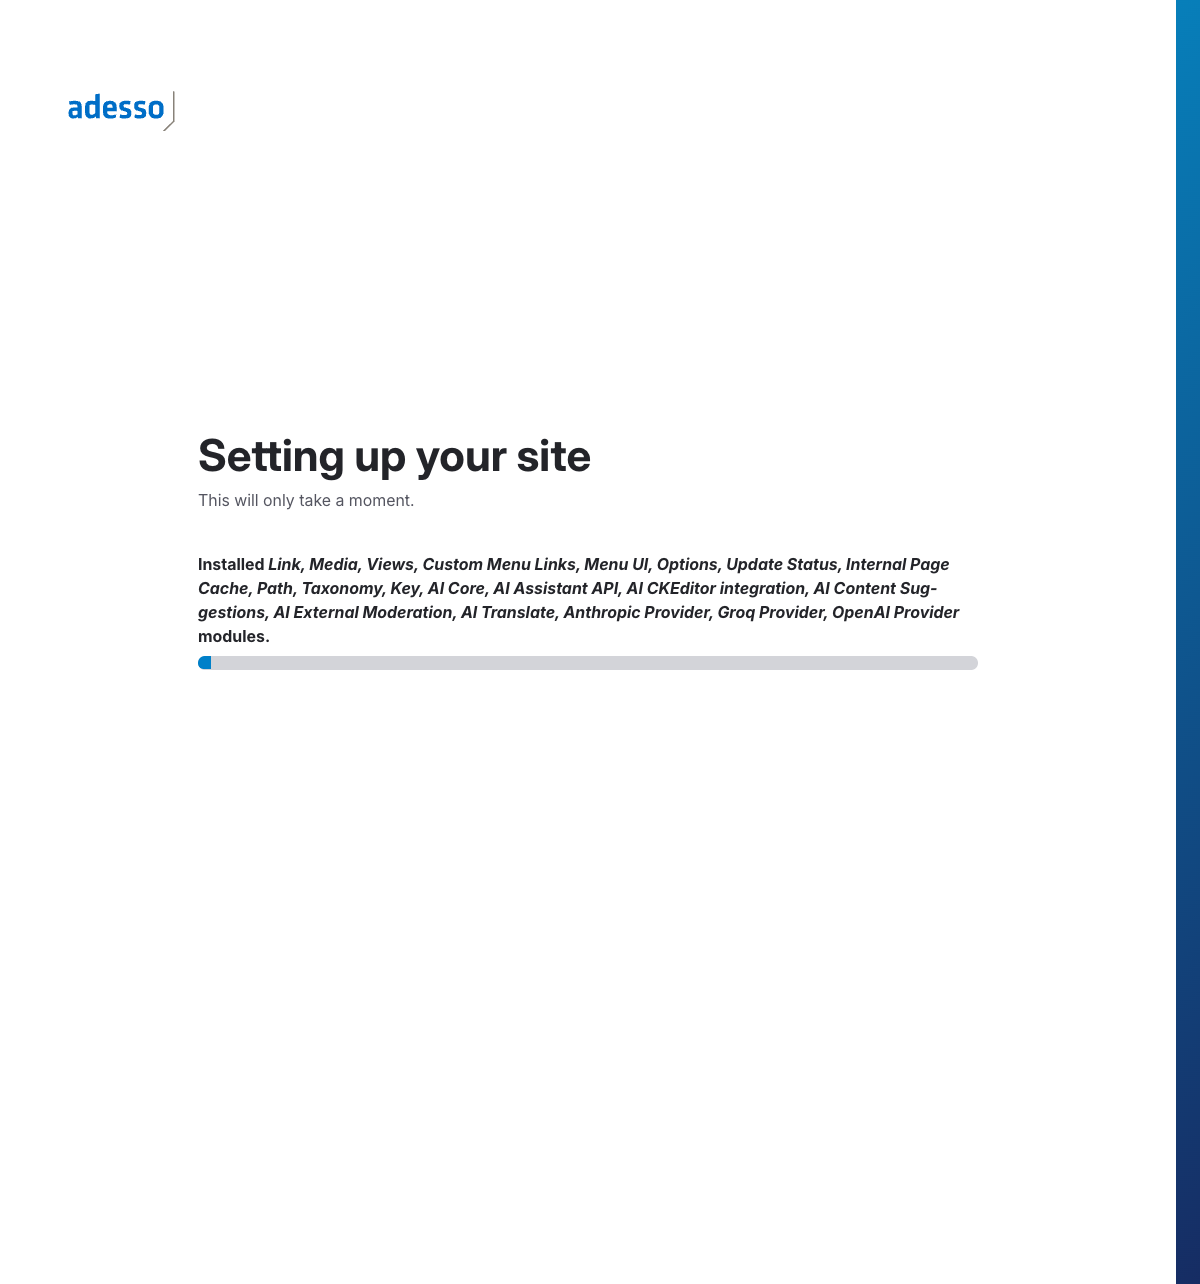 adesso
Setting up your site
This will only take a moment.
Installed Link, Media, Views, Custom Menu Links, Menu UI, Options, Update Status, Internal Page
Cache, Path, Taxonomy, Key, AI Core, AI Assistant API, AI CKEditor integration, AI Content Sug-
gestions, AI External Moderation, AI Translate, Anthropic Provider, Groq Provider, OpenAI Provider
modules.